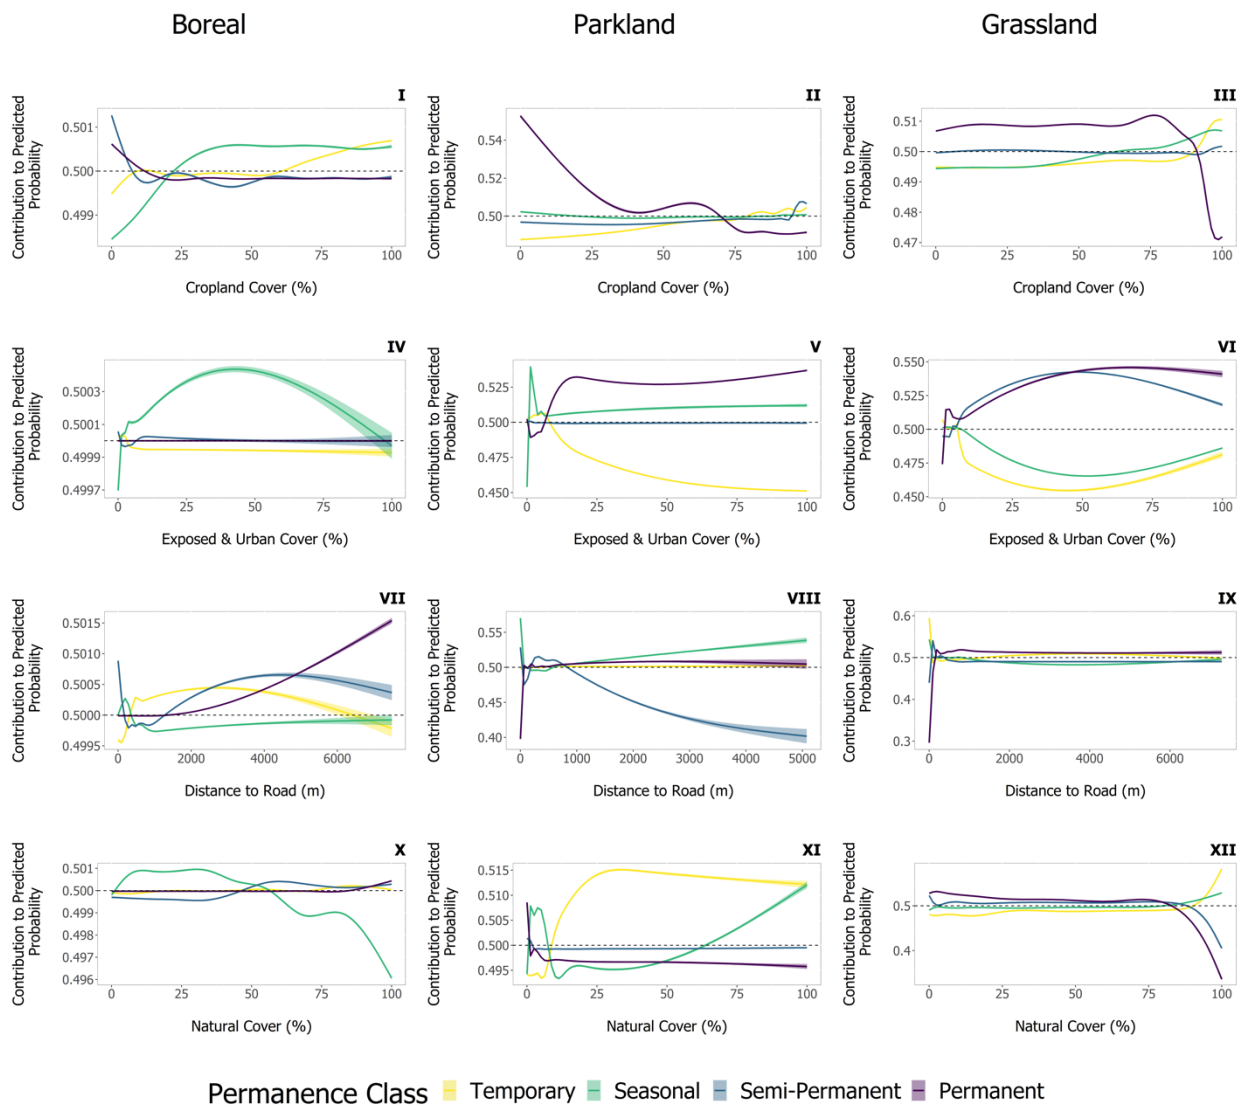 Boreal Parkland Grassland
I
Contribution to Predicted
Probability
0.501
0.500
0.499
0 25 50 75 100
Cropland Cover (%)
II
Contribution to Predicted
Probability
0.54
0.52
0.50
0 25 50 75 100
Cropland Cover (%)
III
Contribution to Predicted
Probability
0.51
0.50
0.49
0.48
0.47
0 25 50 75 100
Cropland Cover (%)
IV
Contribution to Predicted
Probability
0.5003
0.5001
0.4999
0.4997
0 25 50 75 100
Exposed & Urban Cover (%)
V
Contribution to Predicted
Probability
0.525
0.500
0.475
0.450
0 25 50 75 100
Exposed & Urban Cover (%)
VI
Contribution to Predicted
Probability
0.550
0.525
0.500
0.475
0.450
0 25 50 75 100
Exposed & Urban Cover (%)
VII
Contribution to Predicted
Probability
0.5015
0.5010
0.5005
0.5000
0.4995
0 2000 4000 6000
Distance to Road (m)
VIII
Contribution to Predicted
Probability
0.55
0.50
0.45
0.40
0 1000 2000 3000 4000 5000
Distance to Road (m)
IX
Contribution to Predicted
Probability
0.6
0.5
0.4
0.3
0 2000 4000 6000
Distance to Road (m)
X
Contribution to Predicted
Probability
0.501
0.500
0.499
0.498
0.497
0.496
0 25 50 75 100
Natural Cover (%)
XI
Contribution to Predicted
Probability
0.515
0.510
0.505
0.500
0.495
0 25 50 75 100
Natural Cover (%)
XII
Contribution to Predicted
Probability
0.5
0.4
0 25 50 75 100
Natural Cover (%)
Permanence Class Temporary Seasonal Semi-Permanent Permanent